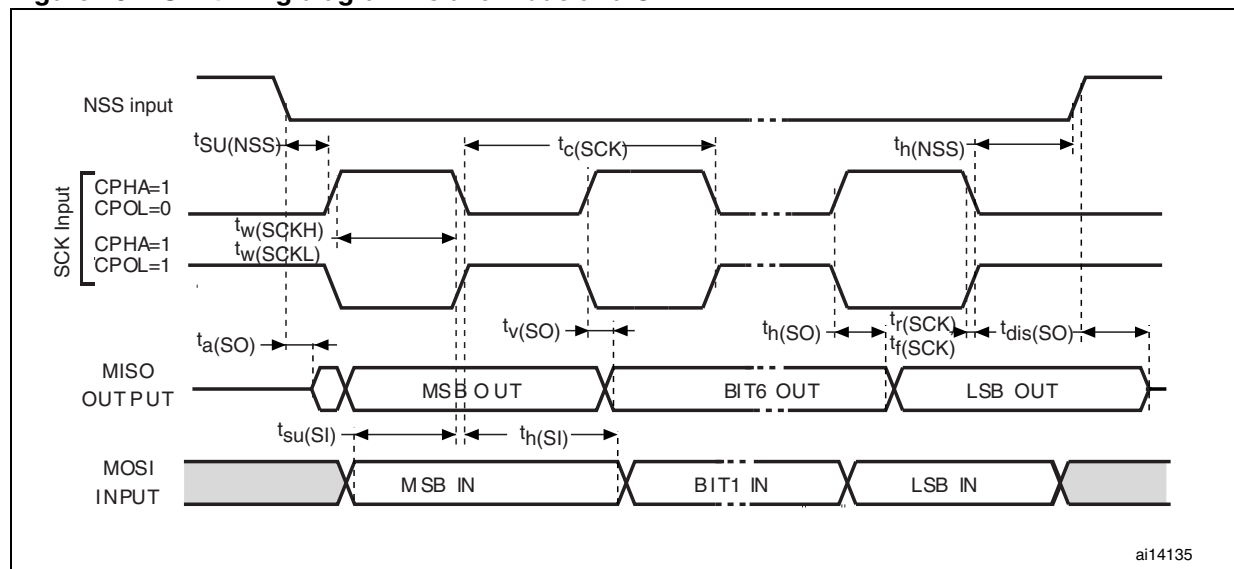 NSS input
tSU(NSS)
tc(SCK)
th(NSS)
SCK Input
CPHA=1
CPOL=0
tw(SCKH)
tw(SCKL)
CPHA=1
CPOL=1
ta(SO)
tv(SO)
th(SO)
tr(SCK)
tf(SCK)
tdis(SO)
MISO
OUTPUT
MSB OUT
BIT6 OUT
LSB OUT
tsu(SI)
th(SI)
MOSI
INPUT
MSB IN
BIT1 IN
LSB IN
ai14135